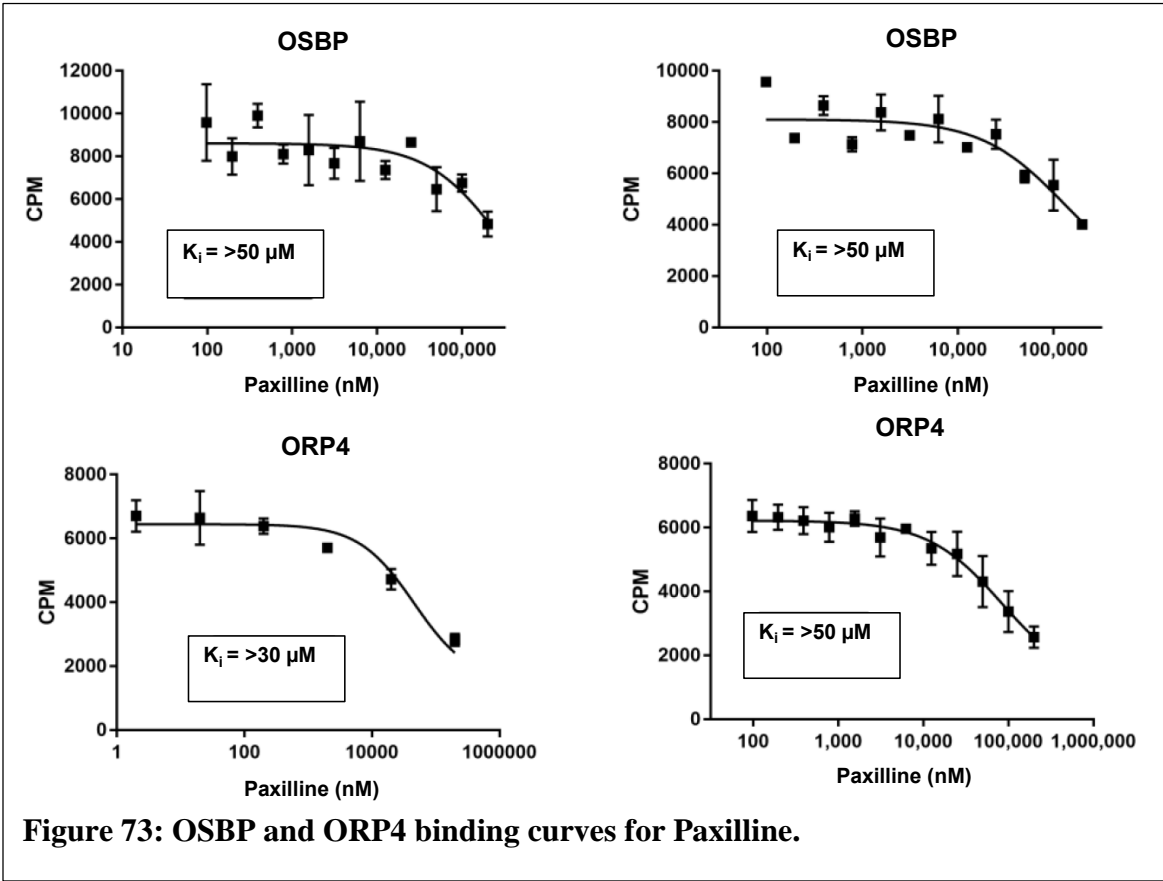 OSBP
12000
10000
8000
6000
4000
2000
0
CPM
K_i = >50 µM
10 100 1,000 10,000 100,000
Paxilline (nM)
OSBP
10000
8000
6000
4000
2000
0
CPM
K_i = >50 µM
100 1,000 10,000 100,000
Paxilline (nM)
ORP4
8000
6000
4000
2000
0
CPM
K_i = >30 µM
1 100 10000 1000000
Paxilline (nM)
ORP4
8000
6000
4000
2000
0
CPM
K_i = >50 µM
100 1,000 10,000 100,000 1,000,000
Paxilline (nM)
Figure 73: OSBP and ORP4 binding curves for Paxilline.